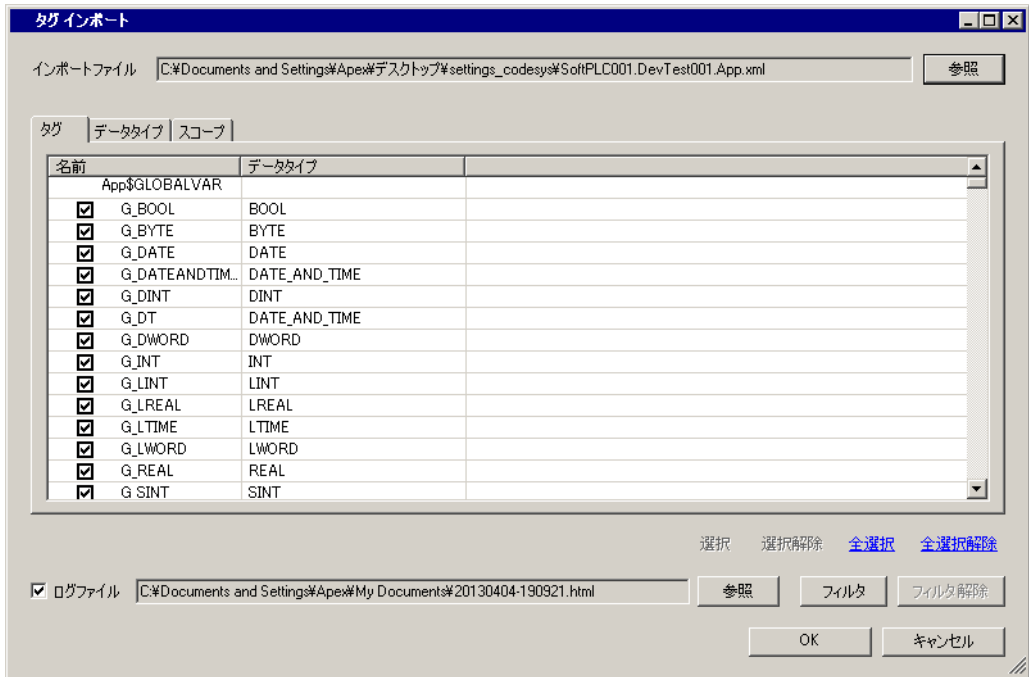 タグ インポート
インポートファイル C:¥Documents and Settings¥Apex¥デスクトップ¥settings_codesys¥SoftPLC001.DevTest001.App.xml 参照
タグ データタイプ スコープ
名前 データタイプ
App$GLOBALVAR
G_BOOL BOOL
G_BYTE BYTE
G_DATE DATE
G_DATEANDTIM... DATE_AND_TIME
G_DINT DINT
G_DT DATE_AND_TIME
G_DWORD DWORD
G_INT INT
G_LINT LINT
G_LREAL LREAL
G_LTIME LTIME
G_LWORD LWORD
G_REAL REAL
G_SINT SINT
選択 選択解除 全選択 全選択解除
ログファイル C:¥Documents and Settings¥Apex¥My Documents¥20130404-190921.html 参照 フィルタ フィルタ解除
OK キャンセル